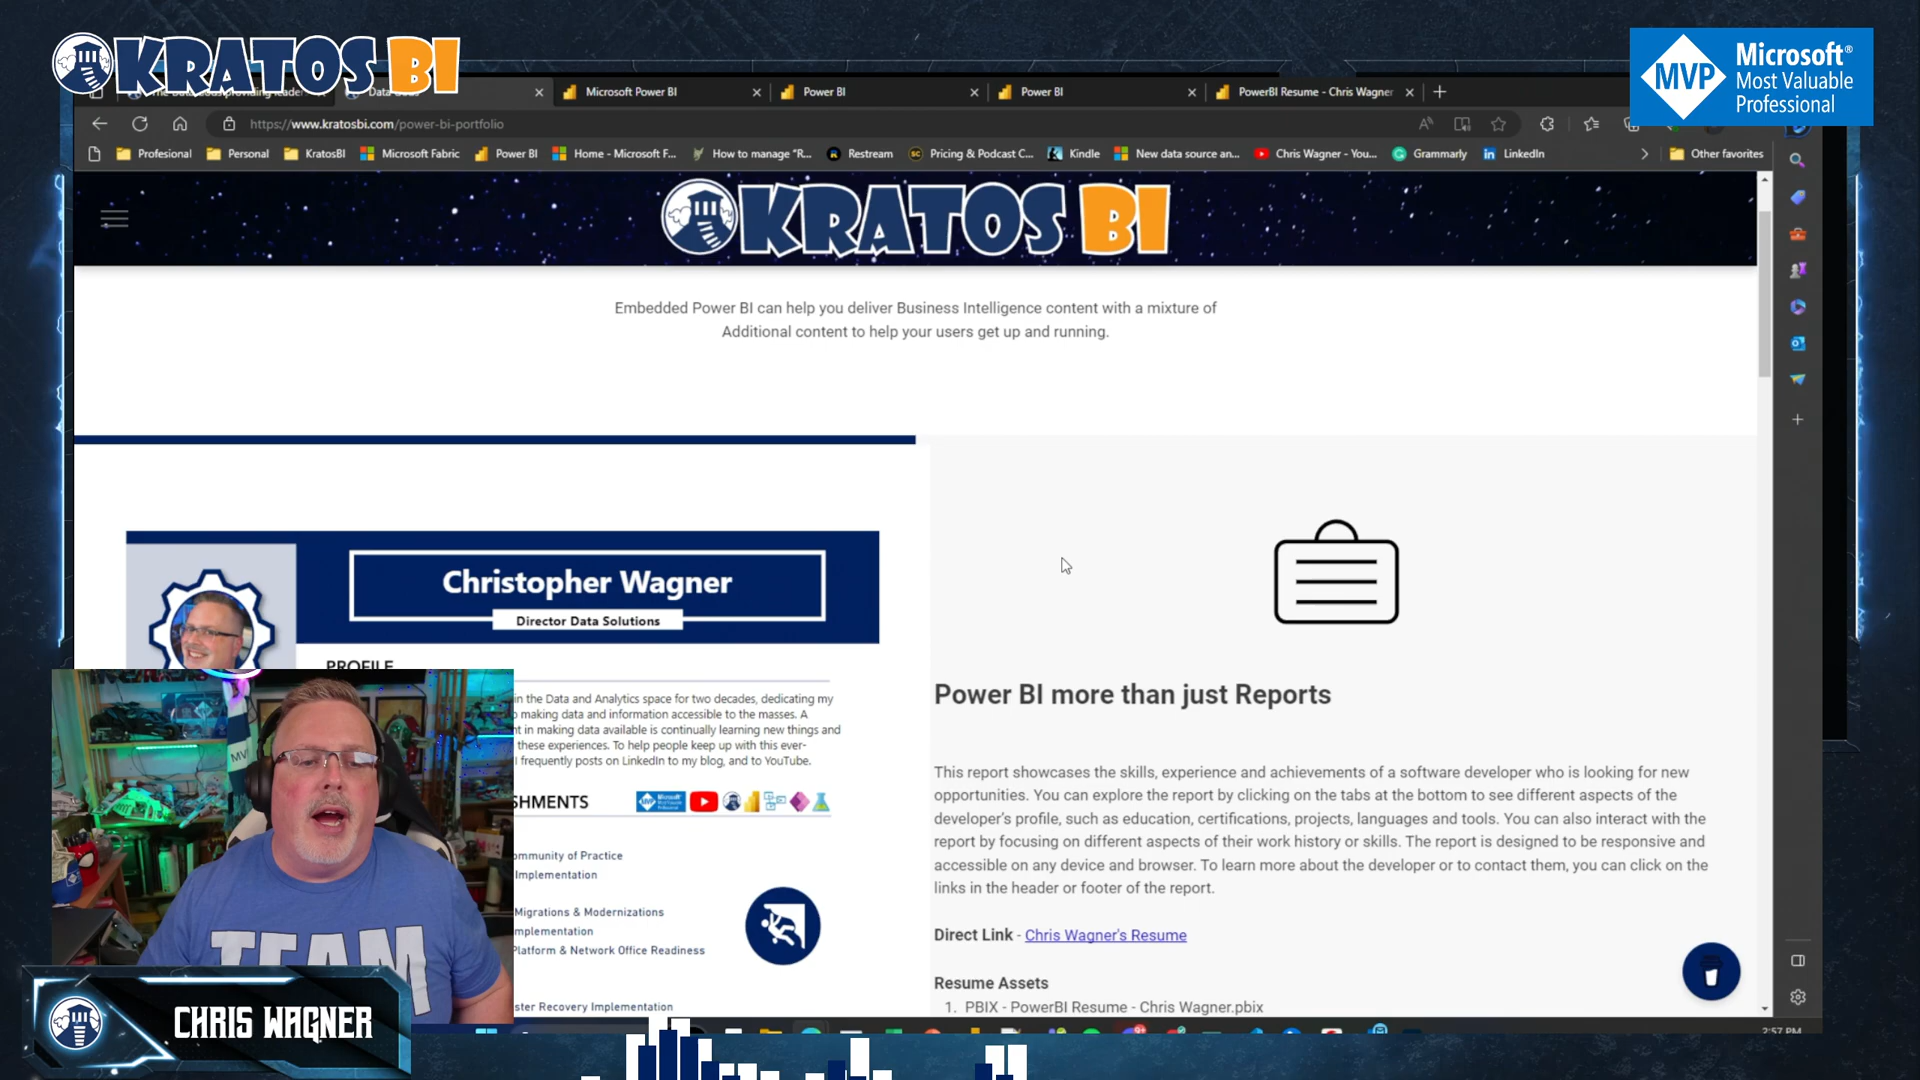 KRATOS BI
Microsoft®
Most Valuable
Professional
MVP
Microsoft Power BI
Power BI
Power BI
PowerBI Resume - Chris Wagner
https://www.kratosbi.com/power-bi-portfolio
Profesional
Personal
KratosBI
Microsoft Fabric
Power BI
Home - Microsoft F...
How to manage "R...
Restream
Pricing & Podcast C...
Kindle
New data source an...
Chris Wagner - You...
Grammarly
LinkedIn
Other favorites
KRATOS BI
Embedded Power BI can help you deliver Business Intelligence content with a mixture of
Additional content to help your users get up and running.
Christopher Wagner
Director Data Solutions
PROFILE
in the Data and Analytics space for two decades, dedicating my
making data and information accessible to the masses. A
in making data available is continually learning new things and
these experiences. To help people keep up with this ever-
I frequently posts on LinkedIn to my blog, and to YouTube.
SHMENTS
ommunity of Practice
Implementation
Migrations & Modernizations
mplementation
Platform & Network Office Readiness
ster Recovery Implementation
Power BI more than just Reports
This report showcases the skills, experience and achievements of a software developer who is looking for new
opportunities. You can explore the report by clicking on the tabs at the bottom to see different aspects of the
developer's profile, such as education, certifications, projects, languages and tools. You can also interact with the
report by focusing on different aspects of their work history or skills. The report is designed to be responsive and
accessible on any device and browser. To learn more about the developer or to contact them, you can click on the
links in the header or footer of the report.
Direct Link - Chris Wagner's Resume
Resume Assets
1. PBIX - PowerBI Resume - Chris Wagner.pbix
TEAM
CHRIS WAGNER
2:57 PM